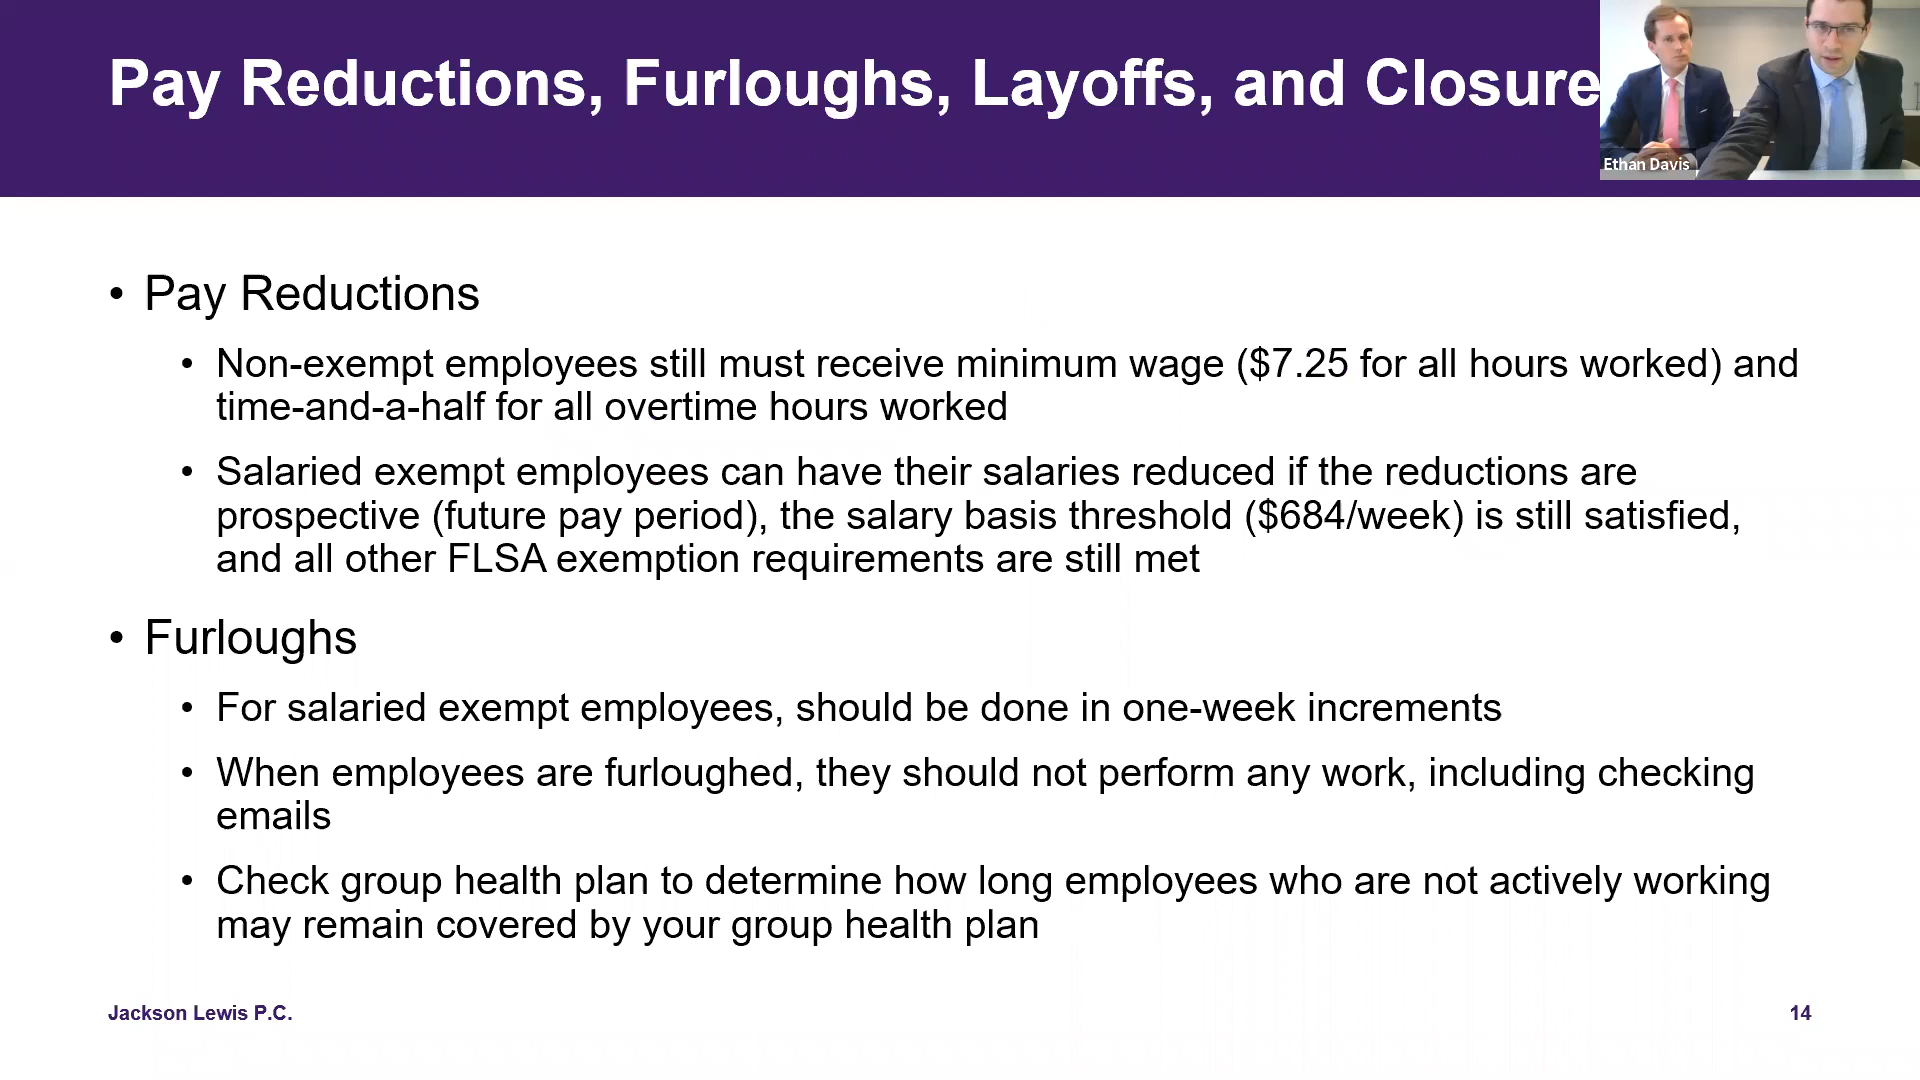 Pay Reductions, Furloughs, Layoffs, and Closure
Ethan Davis
• Pay Reductions
• Non-exempt employees still must receive minimum wage ($7.25 for all hours worked) and
time-and-a-half for all overtime hours worked
• Salaried exempt employees can have their salaries reduced if the reductions are
prospective (future pay period), the salary basis threshold ($684/week) is still satisfied,
and all other FLSA exemption requirements are still met
• Furloughs
• For salaried exempt employees, should be done in one-week increments
• When employees are furloughed, they should not perform any work, including checking
emails
• Check group health plan to determine how long employees who are not actively working
may remain covered by your group health plan
Jackson Lewis P.C.
14